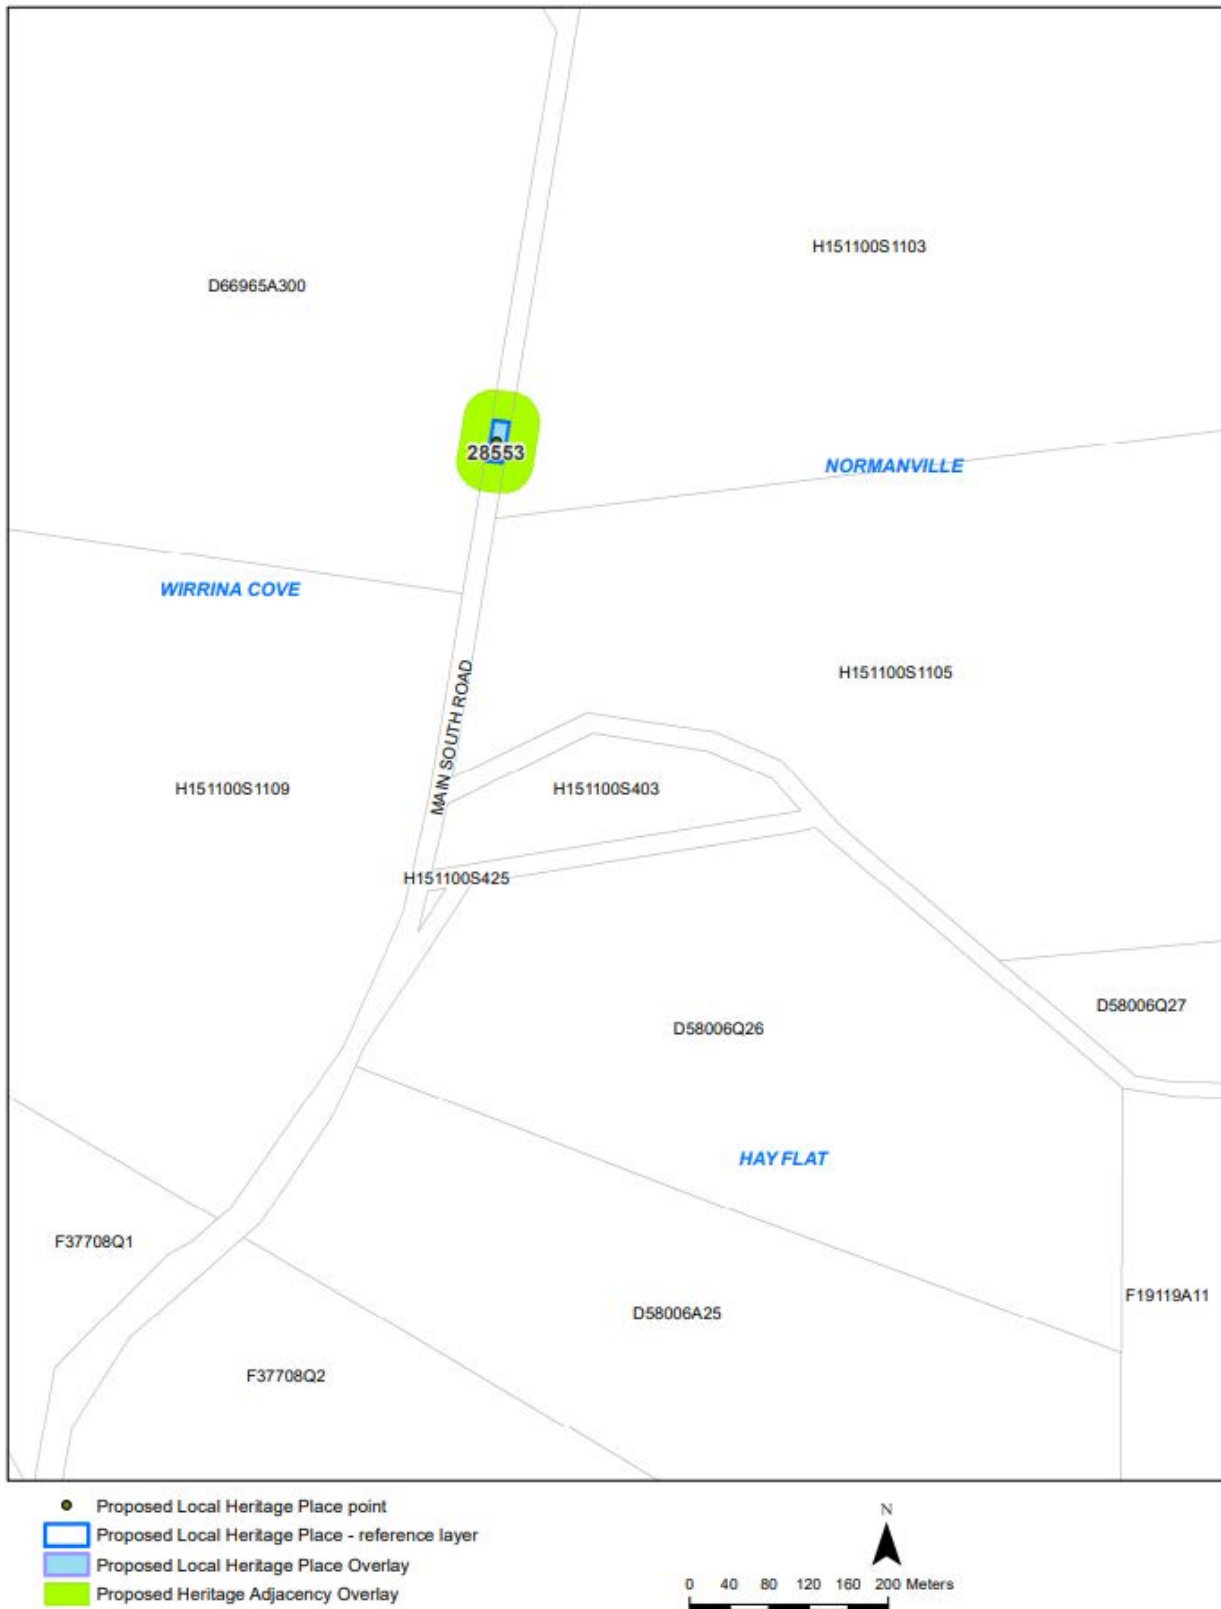 H151100S1103
D66965A300
28553
NORMANVILLE
WIRRINA COVE
MAIN SOUTH ROAD
H151100S1105
H151100S1109
H151100S403
H151100S425
D58006Q27
D58006Q26
HAY FLAT
F37708Q1
F19119A11
D58006A25
F37708Q2
Proposed Local Heritage Place point
Proposed Local Heritage Place - reference layer
Proposed Local Heritage Place Overlay
Proposed Heritage Adjacency Overlay
N
0 40 80 120 160 200 Meters